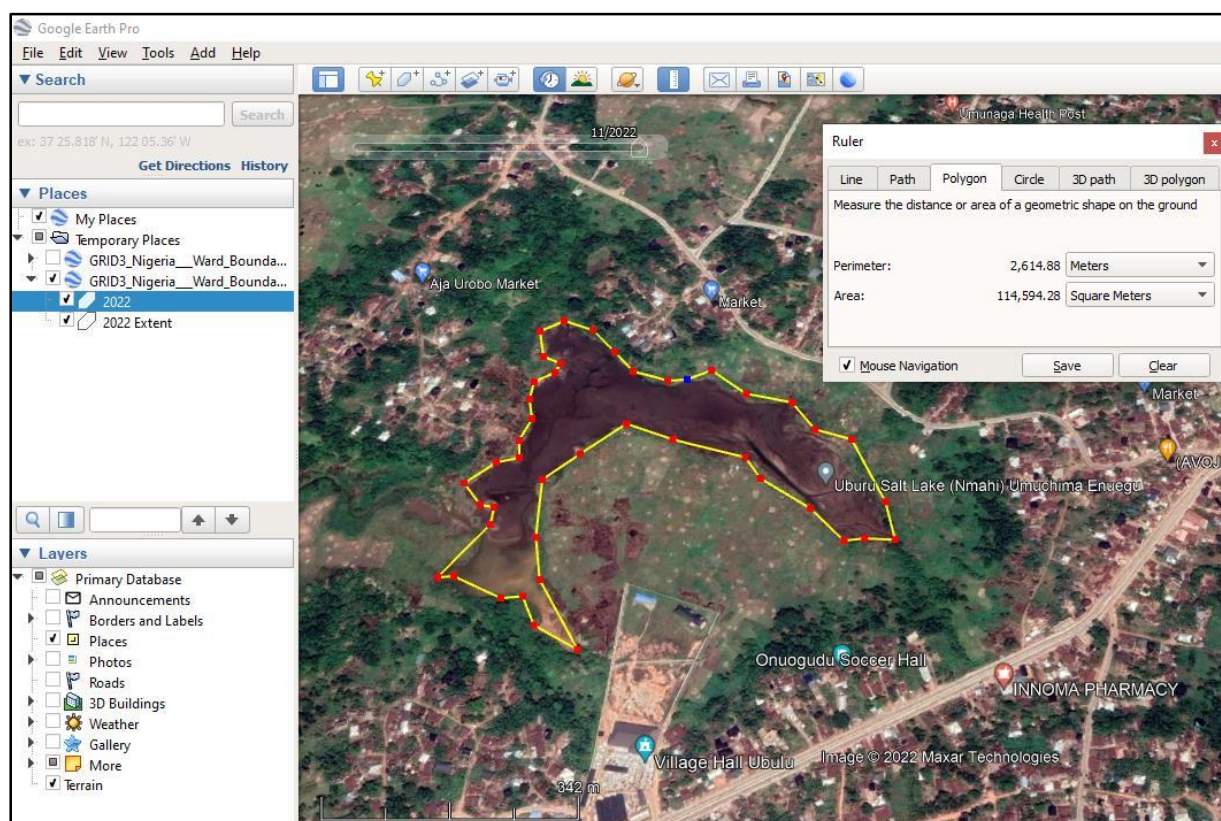 Google Earth Pro
File Edit View Tools Add Help
Search
Search
ex: 37 25.818' N, 122 05.36' W
Get Directions History
Places
My Places
Temporary Places
GRID3_Nigeria___Ward_Bounda...
GRID3_Nigeria___Ward_Bounda...
2022
2022 Extent
Layers
Primary Database
Announcements
Borders and Labels
Places
Photos
Roads
3D Buildings
Weather
Gallery
More
Terrain
11/2022
Umunaga Health Post
Aja Urobo Market
Market
Ruler
x
Line Path Polygon Circle 3D path 3D polygon
Measure the distance or area of a geometric shape on the ground
Perimeter: 2,614.88 Meters
Area: 114,594.28 Square Meters
Mouse Navigation Save Clear
Market
(AVOJ
Uburu Salt Lake (Nmahi) Umuchima Enuegu
Onuogudu Soccer Hall
INNOMA PHARMACY
Village Hall Ubulu
Image © 2022 Maxar Technologies
342 m